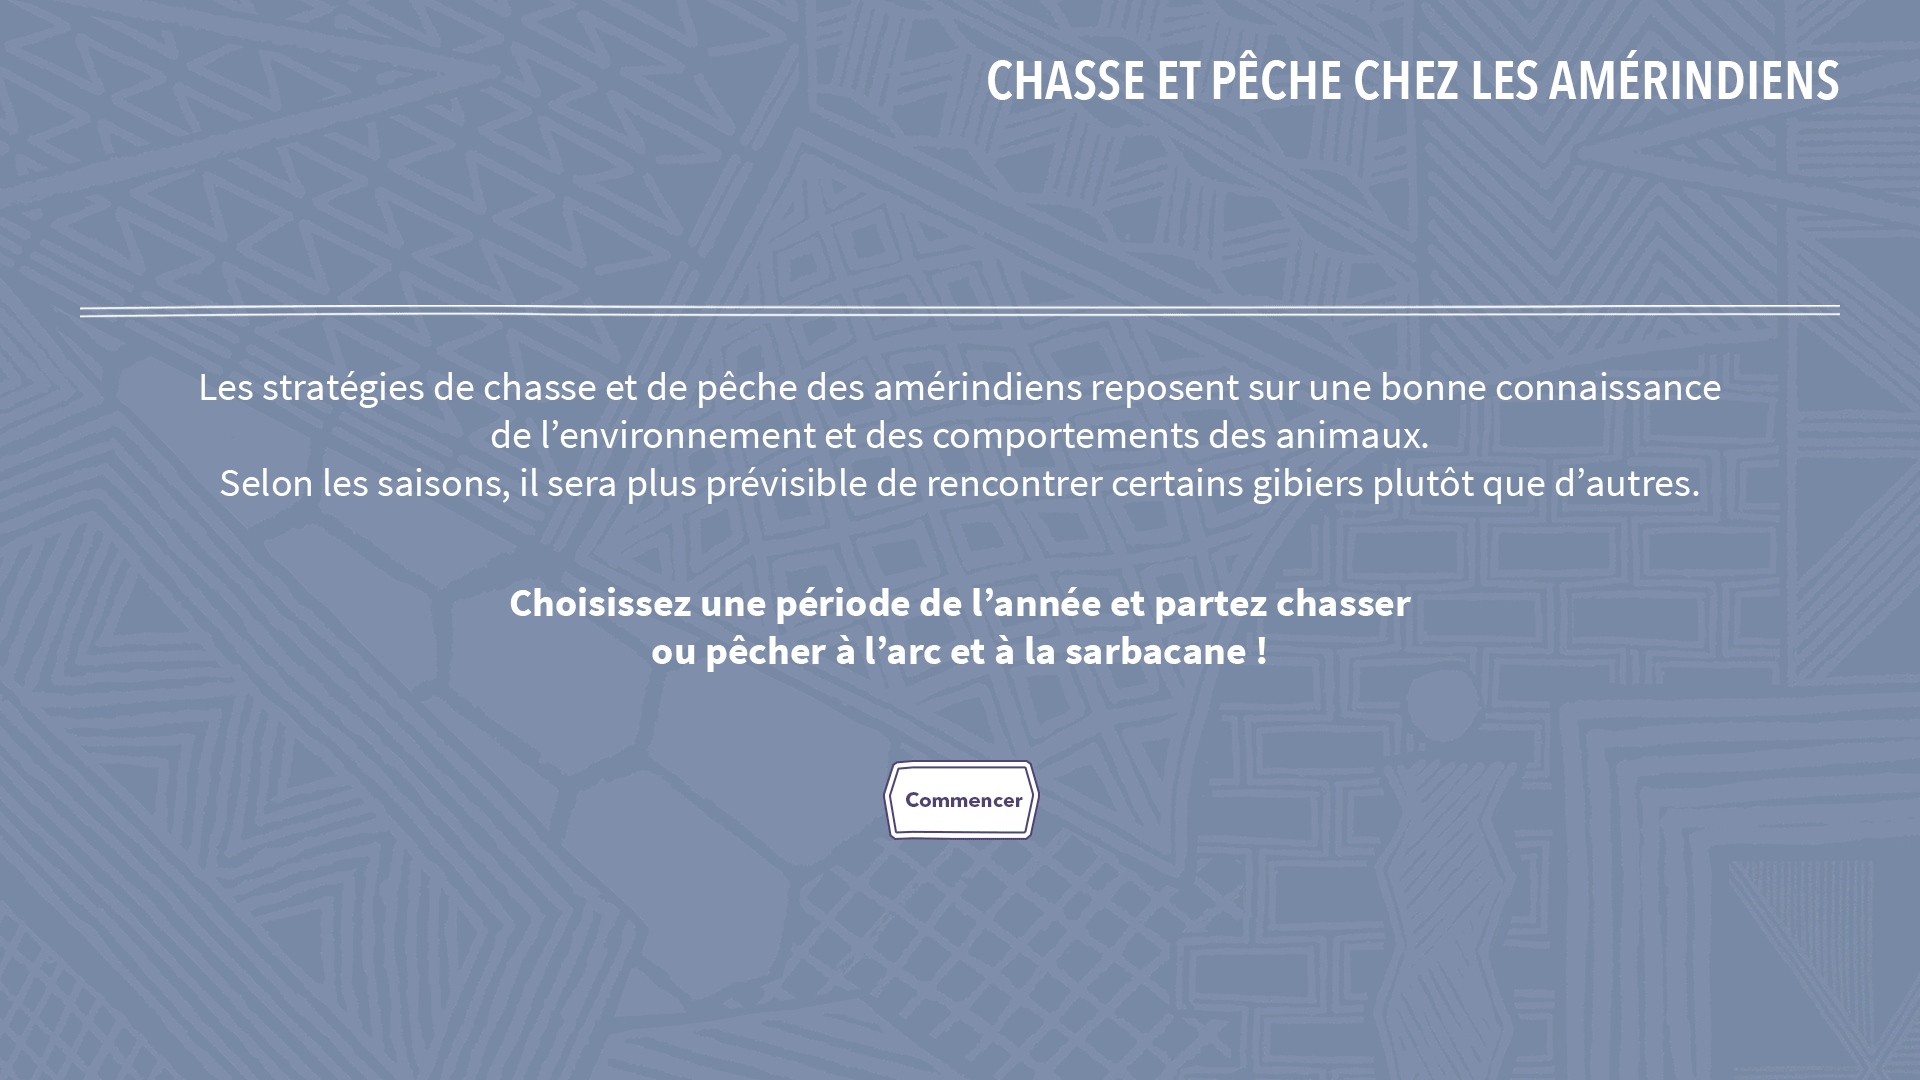 CHASSE ET PÊCHE CHEZ LES AMÉRINDIENS
Les stratégies de chasse et de pêche des amérindiens reposent sur une bonne connaissance
de l’environnement et des comportements des animaux.
Selon les saisons, il sera plus prévisible de rencontrer certains gibiers plutôt que d’autres.
Choisissez une période de l’année et partez chasser
ou pêcher à l’arc et à la sarbacane !
Commencer